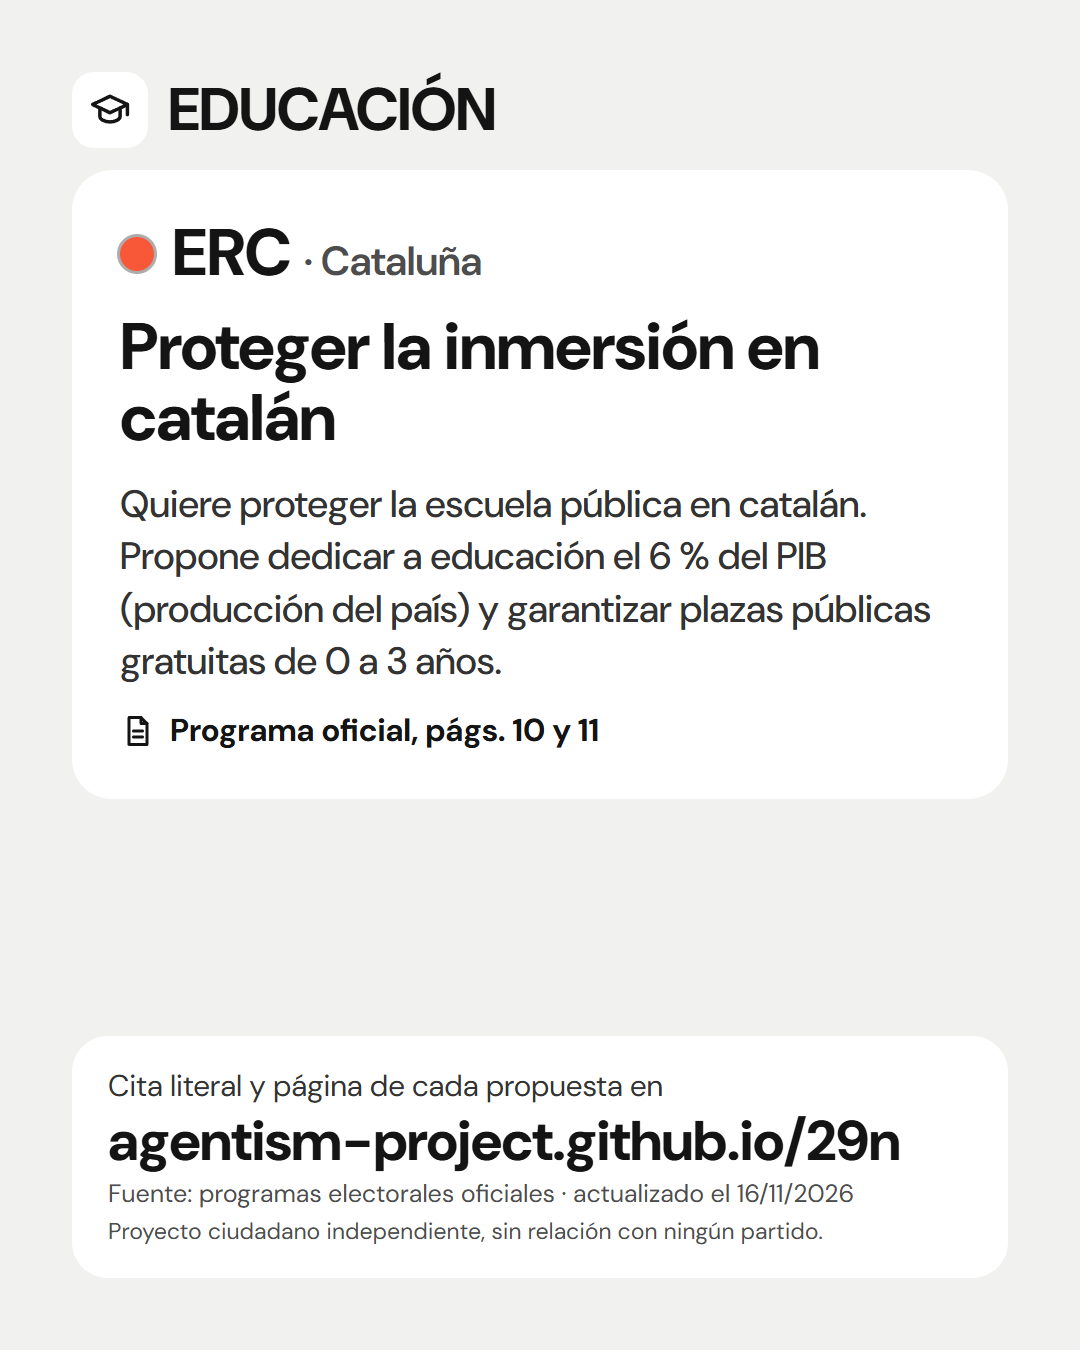 EDUCACIÓN
ERC · Cataluña
Proteger la inmersión en
catalán
Quiere proteger la escuela pública en catalán.
Propone dedicar a educación el 6 % del PIB
(producción del país) y garantizar plazas públicas
gratuitas de 0 a 3 años.
Programa oficial, págs. 10 y 11
Cita literal y página de cada propuesta en
agentism-project.github.io/29n
Fuente: programas electorales oficiales · actualizado el 16/11/2026
Proyecto ciudadano independiente, sin relación con ningún partido.